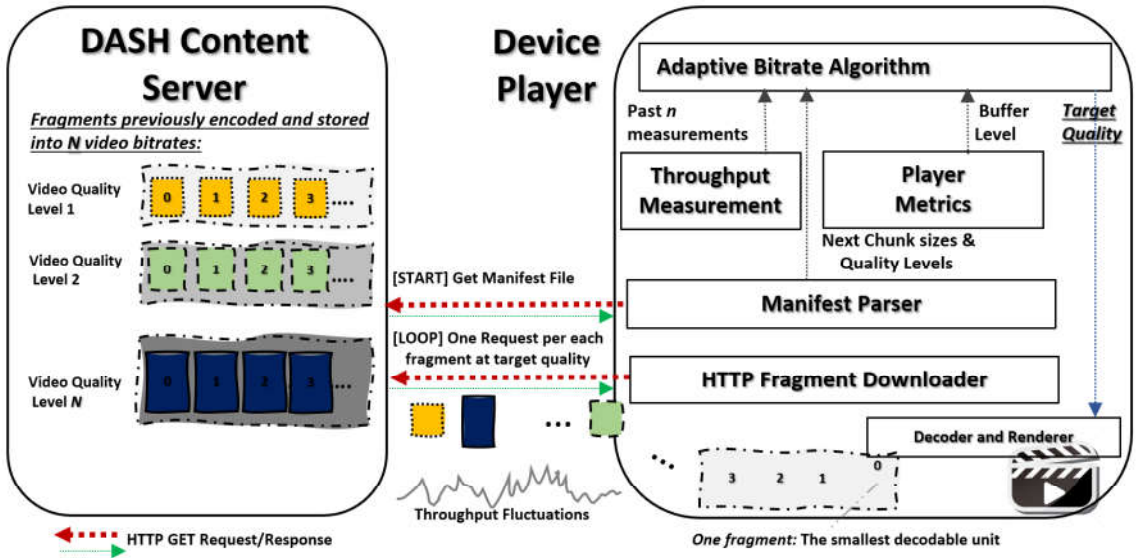 DASH Content
Server
Fragments previously encoded and stored
into N video bitrates:
Video Quality
Level 1
0 1 2 3 ....
Video Quality
Level 2
0 1 2 3 ....
Video Quality
Level N
0 1 2 3 ....
HTTP GET Request/Response
[START] Get Manifest File
[LOOP] One Request per each
fragment at target quality
...
Throughput Fluctuations
Device
Player
Adaptive Bitrate Algorithm
Past n
measurements
Buffer
Level
Target
Quality
Throughput
Measurement
Player
Metrics
Next Chunk sizes &
Quality Levels
Manifest Parser
HTTP Fragment Downloader
Decoder and Renderer
... 3 2 1 0
One fragment: The smallest decodable unit